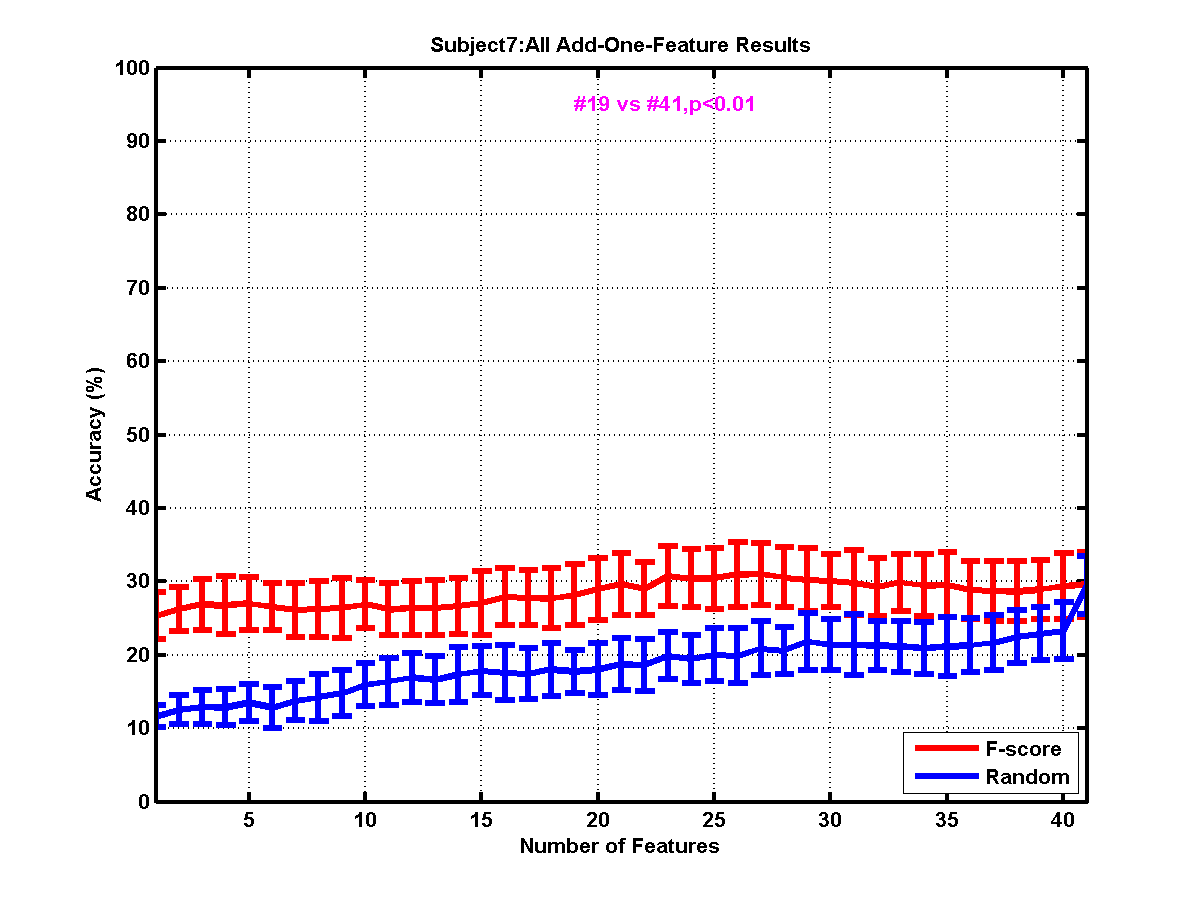 Subject7:All Add-One-Feature Results
#19 vs #41,p<0.01
100
90
80
70
60
50
40
30
20
10
0
Accuracy (%)
5 10 15 20 25 30 35 40
Number of Features
F-score
Random